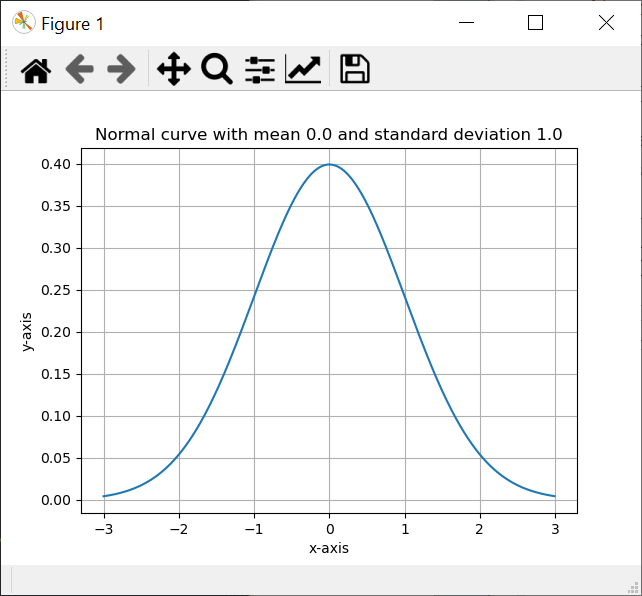 Figure 1
Normal curve with mean 0.0 and standard deviation 1.0
0.40
0.35
0.30
0.25
0.20
0.15
0.10
0.05
0.00
y-axis
−3 −2 −1 0 1 2 3
x-axis